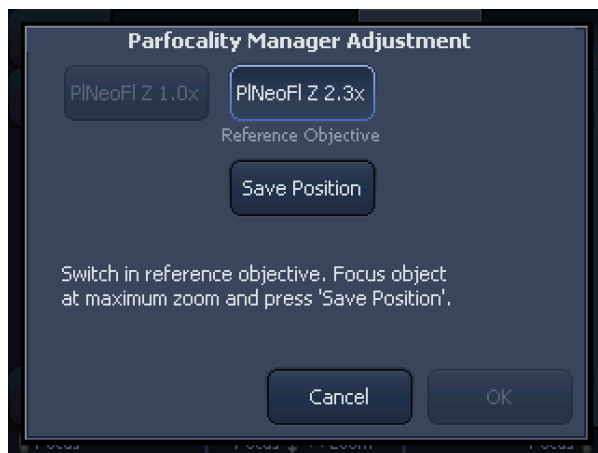 Parfocality Manager Adjustment
PlNeoFl Z 1.0x PlNeoFl Z 2.3x
Reference Objective
Save Position
Switch in reference objective. Focus object
at maximum zoom and press 'Save Position'.
Cancel OK